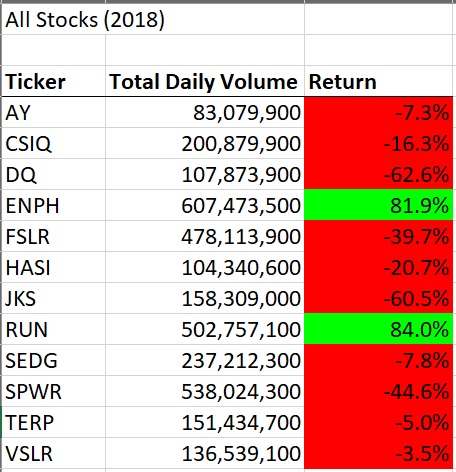 All Stocks (2018)
Ticker Total Daily Volume Return
AY 83,079,900 -7.3%
CSIQ 200,879,900 -16.3%
DQ 107,873,900 -62.6%
ENPH 607,473,500 81.9%
FSLR 478,113,900 -39.7%
HASI 104,340,600 -20.7%
JKS 158,309,000 -60.5%
RUN 502,757,100 84.0%
SEDG 237,212,300 -7.8%
SPWR 538,024,300 -44.6%
TERP 151,434,700 -5.0%
VSLR 136,539,100 -3.5%